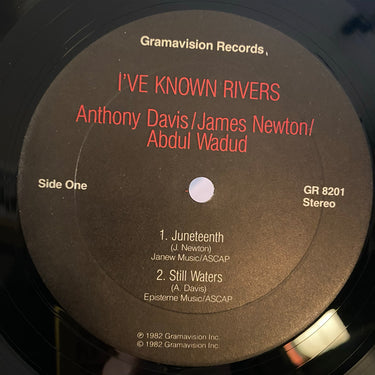 Gramavision Records
I'VE KNOWN RIVERS
Anthony Davis/James Newton/
Abdul Wadud
Side One
GR 8201
Stereo
1. Juneteenth
(J. Newton)
Janew Music/ASCAP
2. Still Waters
(A. Davis)
Episteme Music/ASCAP
℗ 1982 Gramavision Inc.
© 1982 Gramavision Inc.